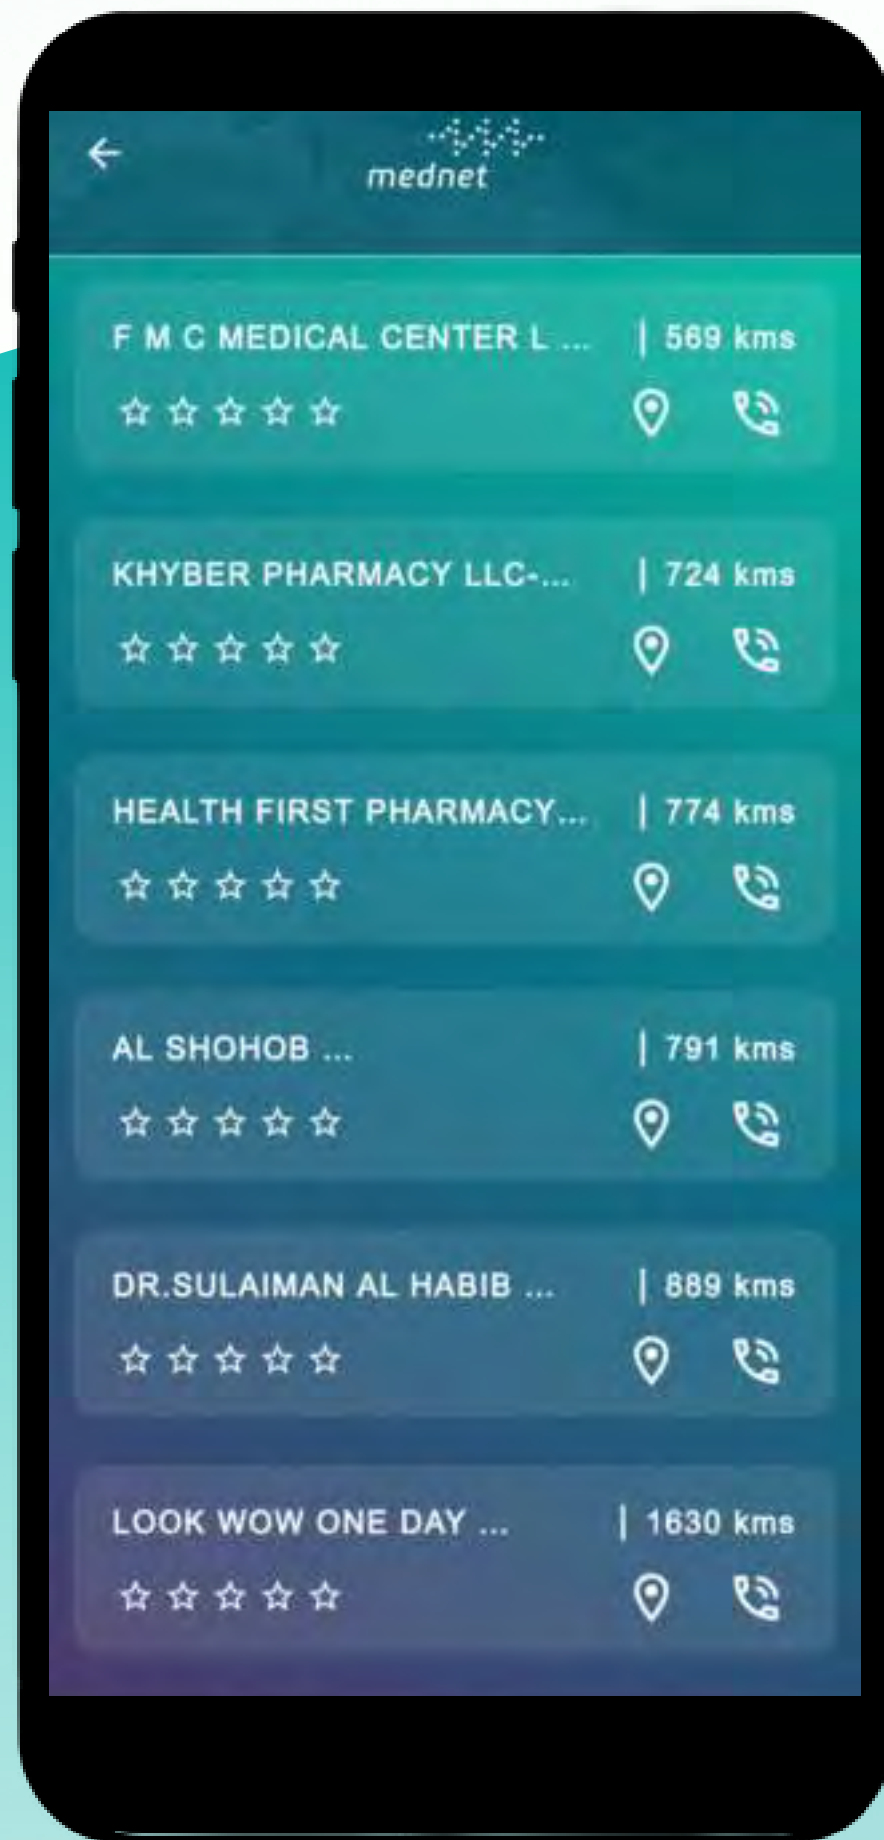 mednet
F M C MEDICAL CENTER L ... | 569 kms
KHYBER PHARMACY LLC-... | 724 kms
HEALTH FIRST PHARMACY... | 774 kms
AL SHOHOB ... | 791 kms
DR.SULAIMAN AL HABIB ... | 889 kms
LOOK WOW ONE DAY ... | 1630 kms